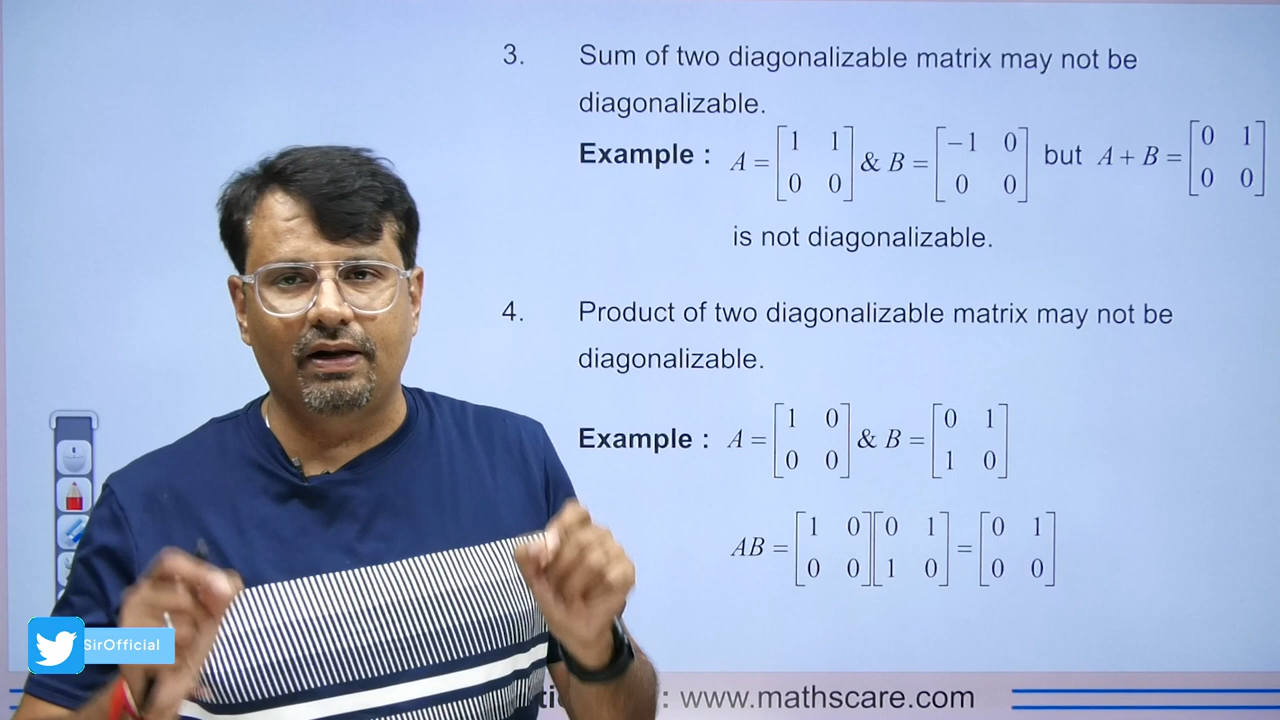 3. Sum of two diagonalizable matrix may not be
diagonalizable.
Example : A = [1 1; 0 0] & B = [−1 0; 0 0] but A + B = [0 1; 0 0]
is not diagonalizable.
4. Product of two diagonalizable matrix may not be
diagonalizable.
Example : A = [1 0; 0 0] & B = [0 1; 1 0]
AB = [1 0; 0 0][0 1; 1 0] = [0 1; 0 0]
SirOfficial
: www.mathscare.com